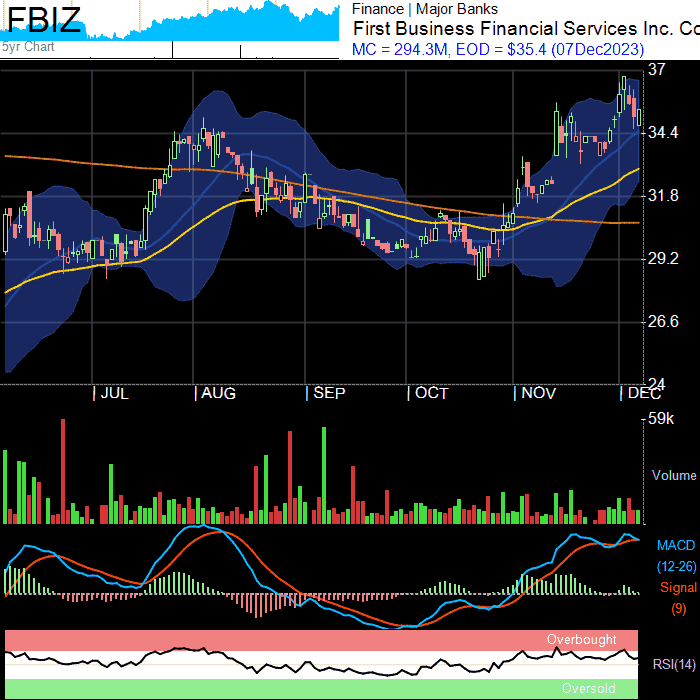 FBIZ
5yr Chart
Finance | Major Banks
First Business Financial Services Inc. Co
MC = 294.3M, EOD = $35.4 (07Dec2023)
37
34.4
31.8
29.2
26.6
24
| JUL | AUG | SEP | OCT | NOV | DEC
59k
Volume
MACD
(12-26)
Signal
(9)
Overbought
RSI(14)
Oversold